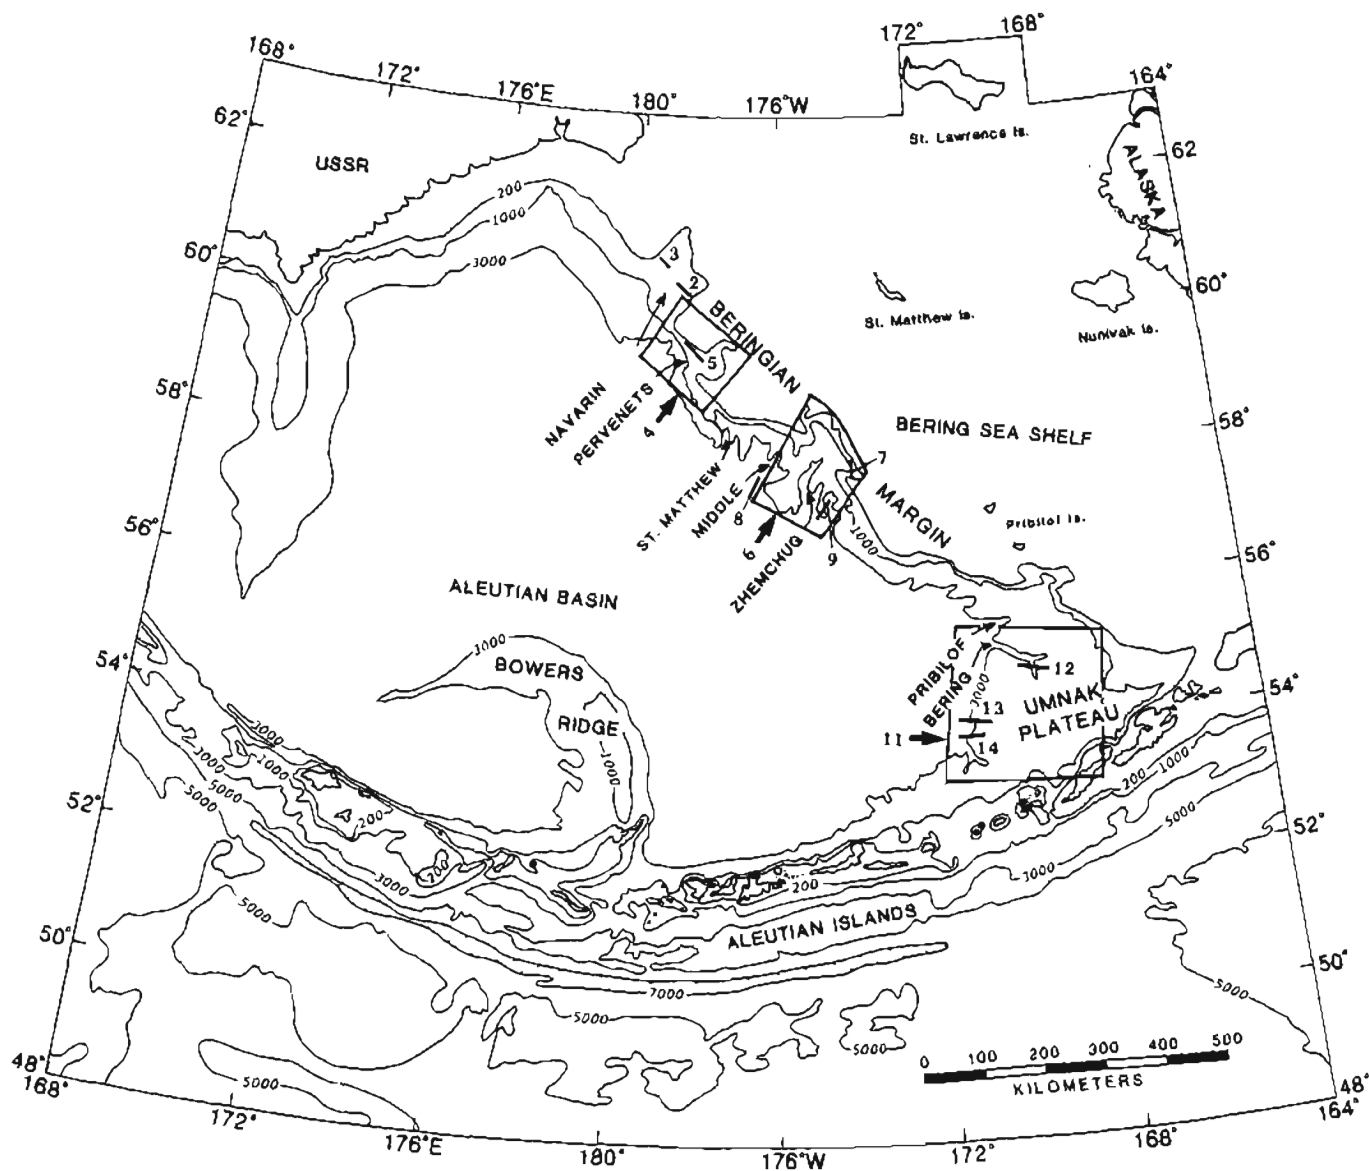 172° 168°
168° 172° 176°E 180° 176°W 164°
62°
St. Lawrence Is.
USSR
ALASKA
62
200
1000
3000
60°
3
2
60°
St. Matthew Is.
Nunivak Is.
BERINGIAN
5
58°
NAVARIN
PERVENETS
4
BERING SEA SHELF
58°
ST. MATTHEW
MIDDLE
7
8
6
ZHEMCHUG
9
MARGIN
1000
Pribilof Is.
56°
56°
ALEUTIAN BASIN
3000
BOWERS
RIDGE
1000
54°
PRIBILOF
BERING
3000
12
13
14
11
UMNAK
PLATEAU
54°
3000
1000
3000
5000
5000
200
52°
200
3000
200
1000
5000
52°
200
3000
5000
ALEUTIAN ISLANDS
50°
50°
7000
5000
5000
5000
5000
0 100 200 300 400 500
KILOMETERS
48°
48°
168° 172° 176°E 180° 176°W 172° 168° 164°